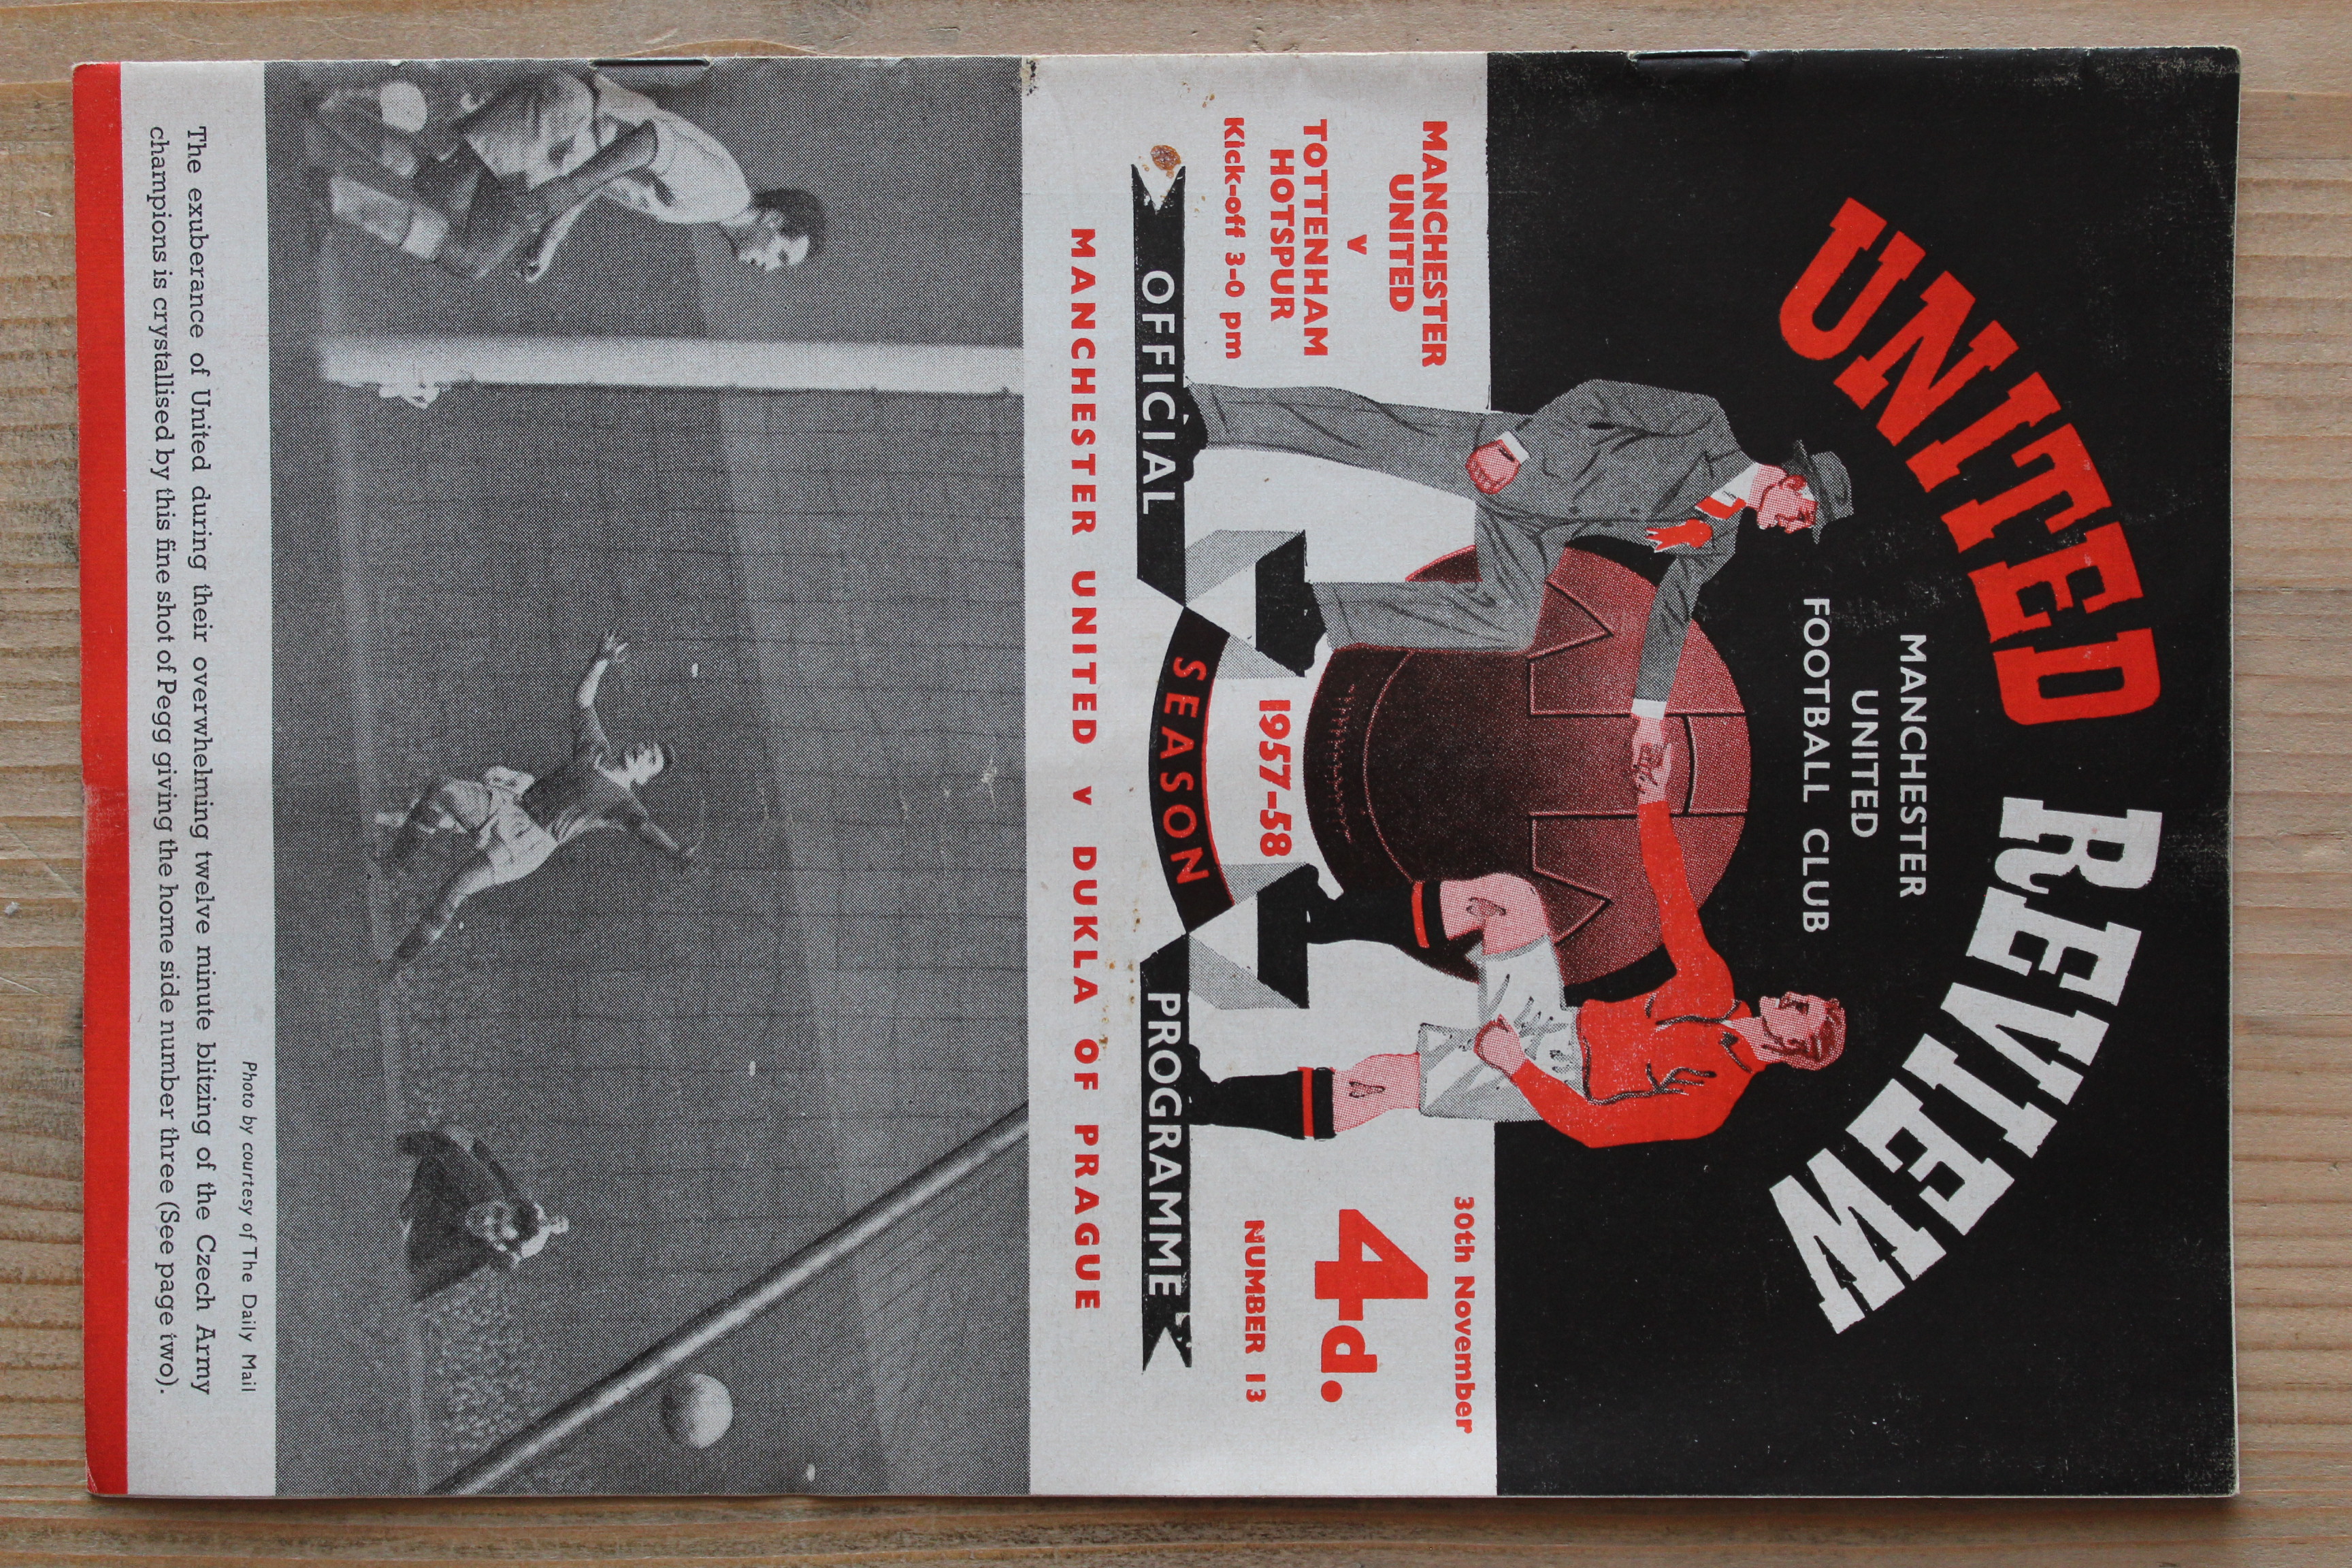 UNITED REVIEW
MANCHESTER
UNITED
FOOTBALL CLUB
MANCHESTER
UNITED
v
TOTTENHAM
HOTSPUR
Kick-off 3-0 pm
30th November
4d.
NUMBER 13
1957-58
SEASON
OFFICIAL
PROGRAMME
MANCHESTER UNITED v DUKLA OF PRAGUE
Photo by courtesy of The Daily Mail
The exuberance of United during their overwhelming twelve minute blitzing of the Czech Army
champions is crystallised by this fine shot of Pegg giving the home side number three (See page two).